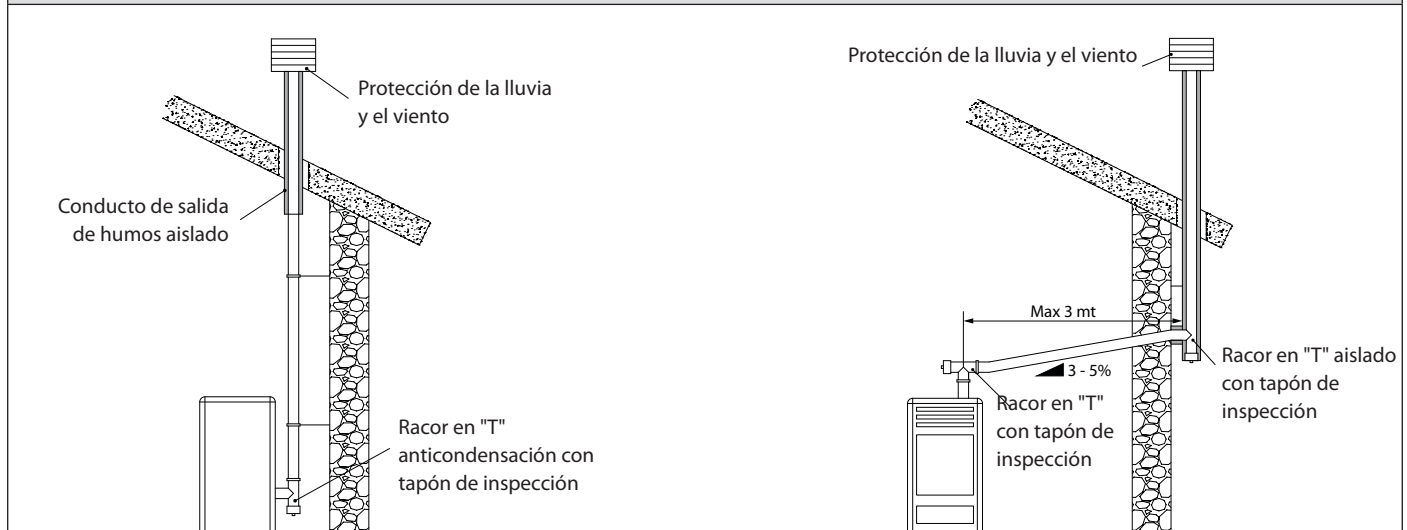 Protección de la lluvia
y el viento
Conducto de salida
de humos aislado
Racor en "T"
anticondensación con
tapón de inspección
Protección de la lluvia y el viento
Max 3 mt
3 - 5%
Racor en "T"
con tapón de
inspección
Racor en "T" aislado
con tapón de
inspección